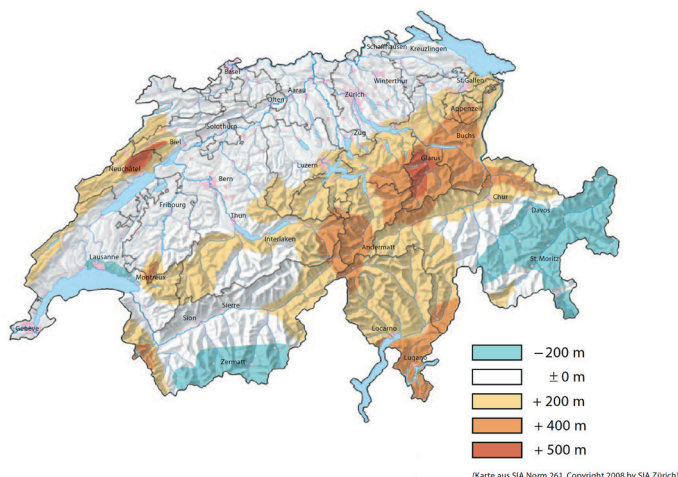 Schaffhausen
Kreuzlingen
Basel
Winterthur
St.Gallen
Aarau
Zürich
Olten
Appenzell
Solothurn
Buchs
Zug
Biel
Luzern
Glarus
Neuchâtel
Bern
Chur
Fribourg
Davos
Thun
Interlaken
Andermatt
Lausanne
St.Moritz
Montreux
Sierre
Sion
Genève
Locarno
Zermatt
Lugano
−200 m
± 0 m
+ 200 m
+ 400 m
+ 500 m
(Karte aus SIA Norm 261, Copyright 2008 by SIA Zürich)